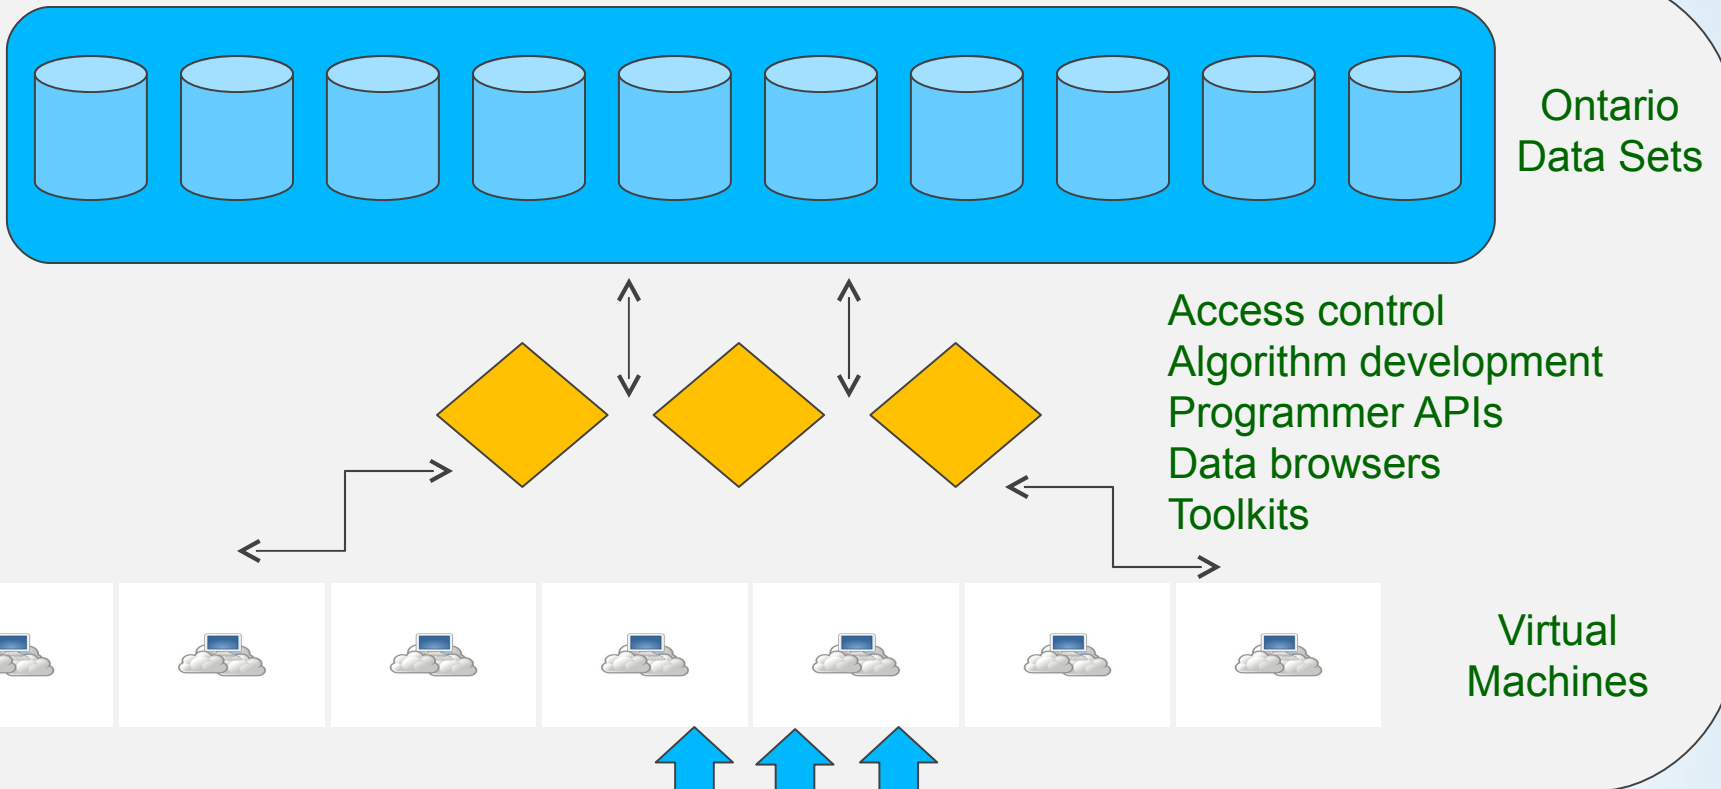 Ontario
Data Sets
Access control
Algorithm development
Programmer APIs
Data browsers
Toolkits
Virtual
Machines